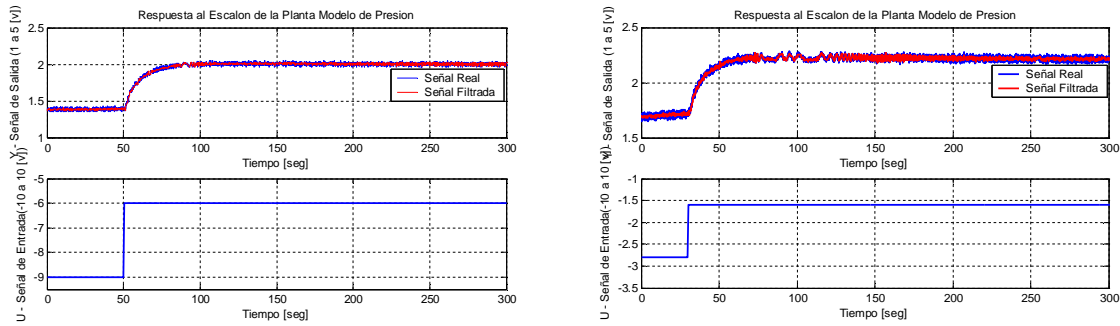 Respuesta al Escalon de la Planta Modelo de Presion
Y - Señal de Salida (1 a 5 [v])
2.5
2
1.5
1
Señal Real
Señal Filtrada
0 50 100 150 200 250 300
Tiempo [seg]
U - Señal de Entrada(-10 a 10 [v])
-5
-6
-7
-8
-9
0 50 100 150 200 250 300
Tiempo [seg]
Respuesta al Escalon de la Planta Modelo de Presion
- Señal de Salida (1 a 5 [v])
2.5
2
1.5
Señal Real
Señal Filtrada
0 50 100 150 200 250 300
Tiempo [seg]
U - Señal de Entrada(-10 a 10 [v])
-1
-1.5
-2
-2.5
-3
-3.5
0 50 100 150 200 250 300
Tiempo [seg]